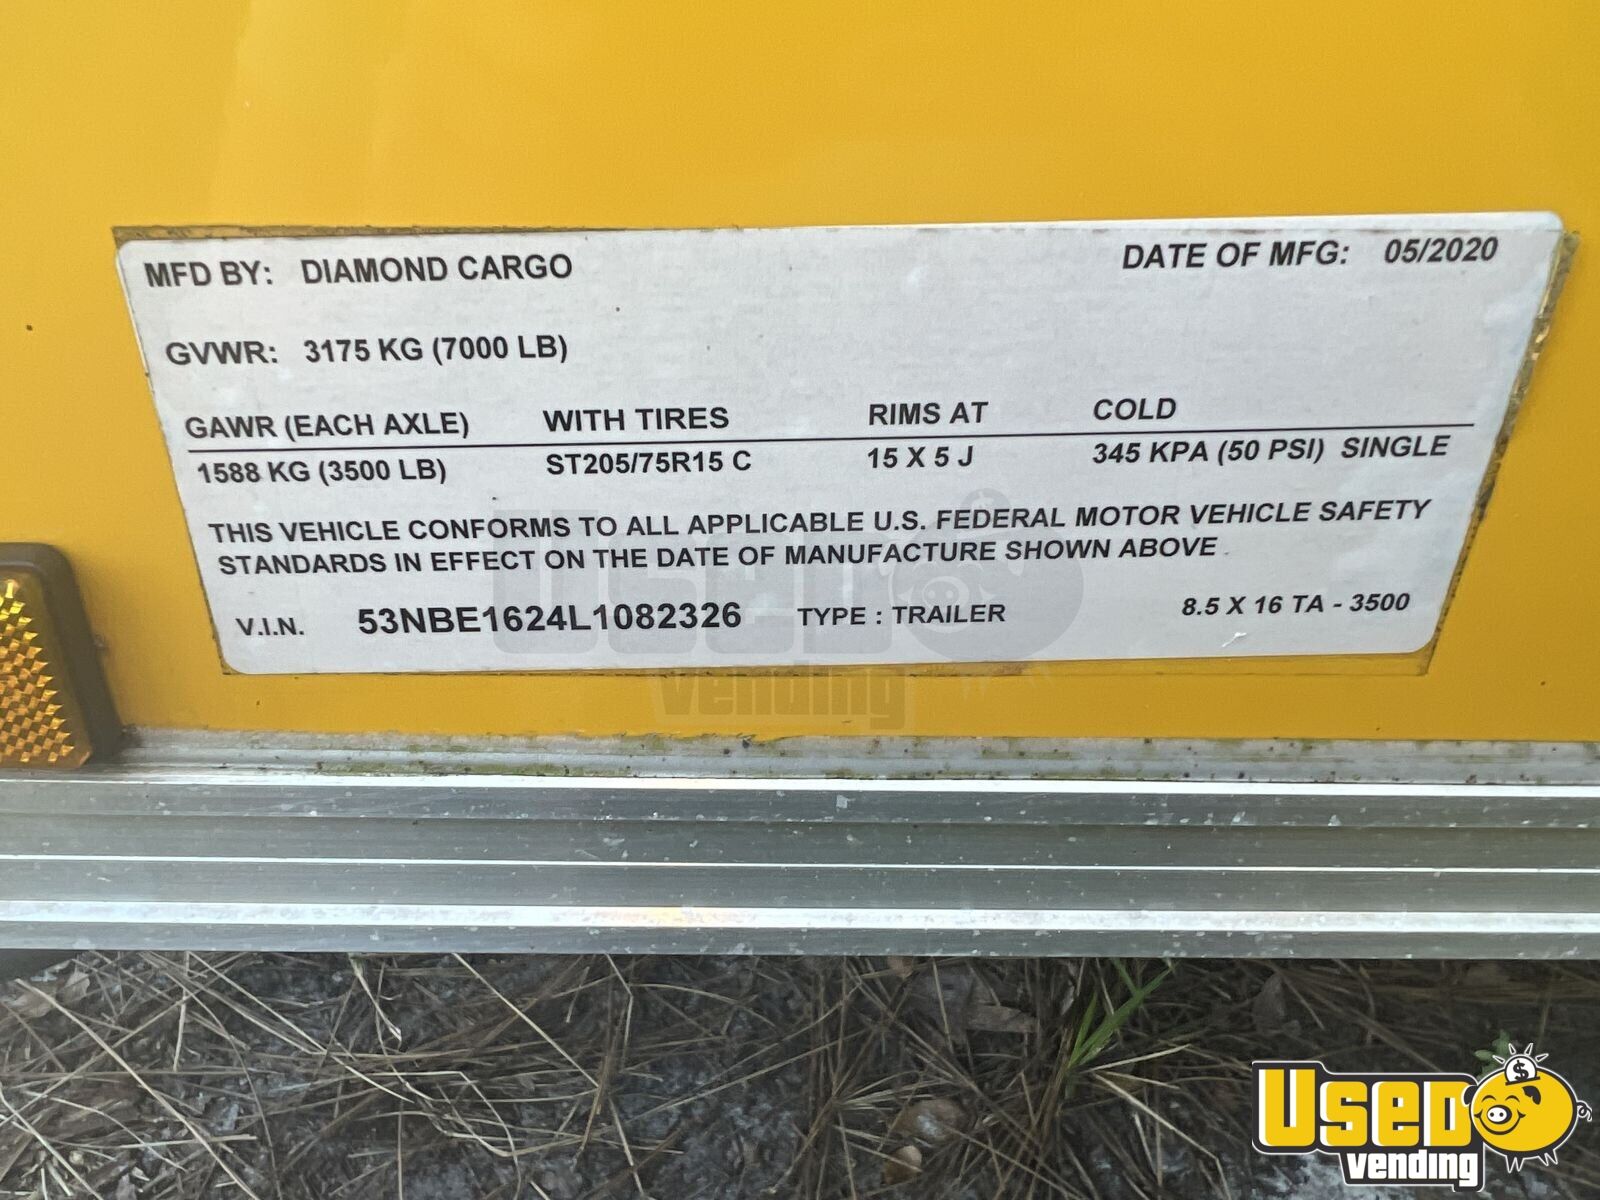 MFD BY: DIAMOND CARGO DATE OF MFG: 05/2020
GVWR: 3175 KG (7000 LB)
GAWR (EACH AXLE) WITH TIRES RIMS AT COLD
1588 KG (3500 LB) ST205/75R15 C 15 X 5 J 345 KPA (50 PSI) SINGLE
THIS VEHICLE CONFORMS TO ALL APPLICABLE U.S. FEDERAL MOTOR VEHICLE SAFETY
STANDARDS IN EFFECT ON THE DATE OF MANUFACTURE SHOWN ABOVE
V.I.N. 53NBE1624L1082326 TYPE : TRAILER 8.5 X 16 TA - 3500
Used
vending
$
Used
vending